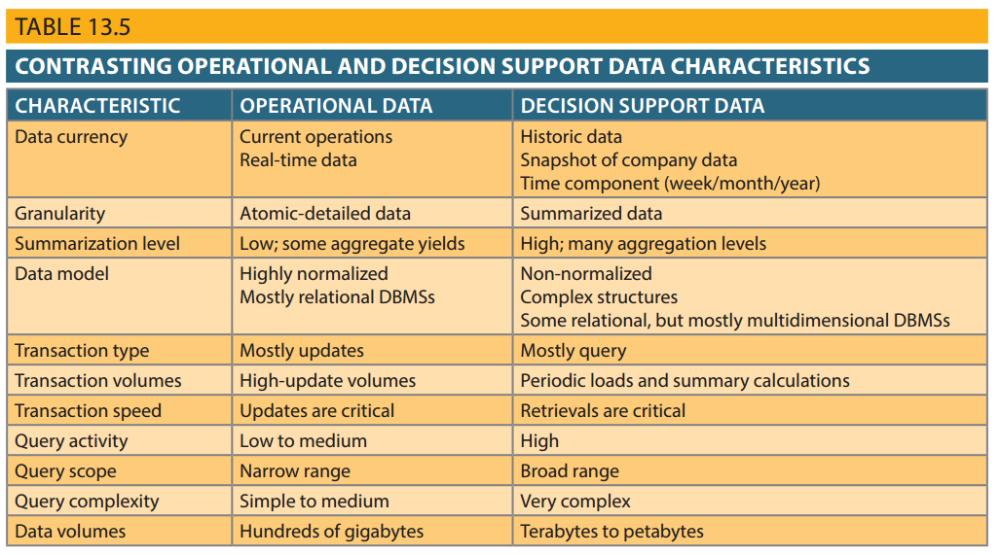 TABLE 13.5
CONTRASTING OPERATIONAL AND DECISION SUPPORT DATA CHARACTERISTICS
CHARACTERISTIC OPERATIONAL DATA DECISION SUPPORT DATA
Data currency Current operations Historic data
Real-time data Snapshot of company data
Time component (week/month/year)
Granularity Atomic-detailed data Summarized data
Summarization level Low; some aggregate yields High; many aggregation levels
Data model Highly normalized Non-normalized
Mostly relational DBMSs Complex structures
Some relational, but mostly multidimensional DBMSs
Transaction type Mostly updates Mostly query
Transaction volumes High-update volumes Periodic loads and summary calculations
Transaction speed Updates are critical Retrievals are critical
Query activity Low to medium High
Query scope Narrow range Broad range
Query complexity Simple to medium Very complex
Data volumes Hundreds of gigabytes Terabytes to petabytes